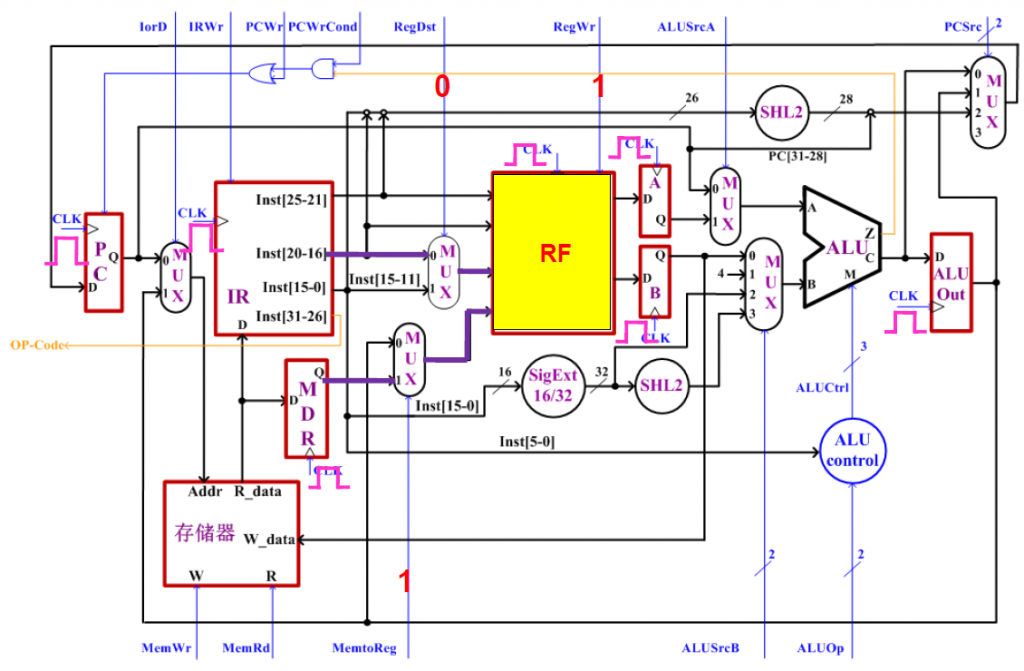 IorD IRWr PCWr PCWrCond RegDst RegWr ALUSrcA PCSrc 2
0 1
26 SHL2 28
0 1 2 3 MUX
PC[31-28]
CLK CLK
CLK PC Q D
0 1 MUX
CLK Inst[25-21]
Inst[20-16]
Inst[15-0]
Inst[31-26]
IR
D
Inst[15-11]
0 1 MUX
RF
A D Q
B D Q
CLK
0 1 MUX
4
0 1 2 3 MUX
A B ALU Z C M
D ALU Out
CLK
OP-Code
MDR D Q
CLK
0 1 MUX
Inst[15-0]
16 SigExt 16/32 32 SHL2
3
ALUCtrl
Inst[5-0]
ALU control
Addr R_data
存储器 W_data
W R
1
2 2
MemWr MemRd MemtoReg ALUSrcB ALUOp